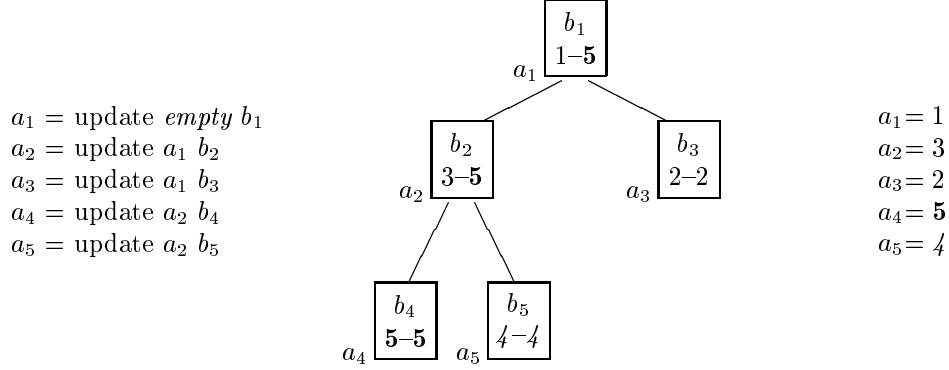 b₁
1–5
a₁
a₁ = update empty b₁
a₂ = update a₁ b₂
a₃ = update a₁ b₃
a₄ = update a₂ b₄
a₅ = update a₂ b₅
b₂
3–5
a₂
b₃
2–2
a₃
a₁= 1
a₂= 3
a₃= 2
a₄= 5
a₅= 4
b₄
5–5
a₄
b₅
4–4
a₅